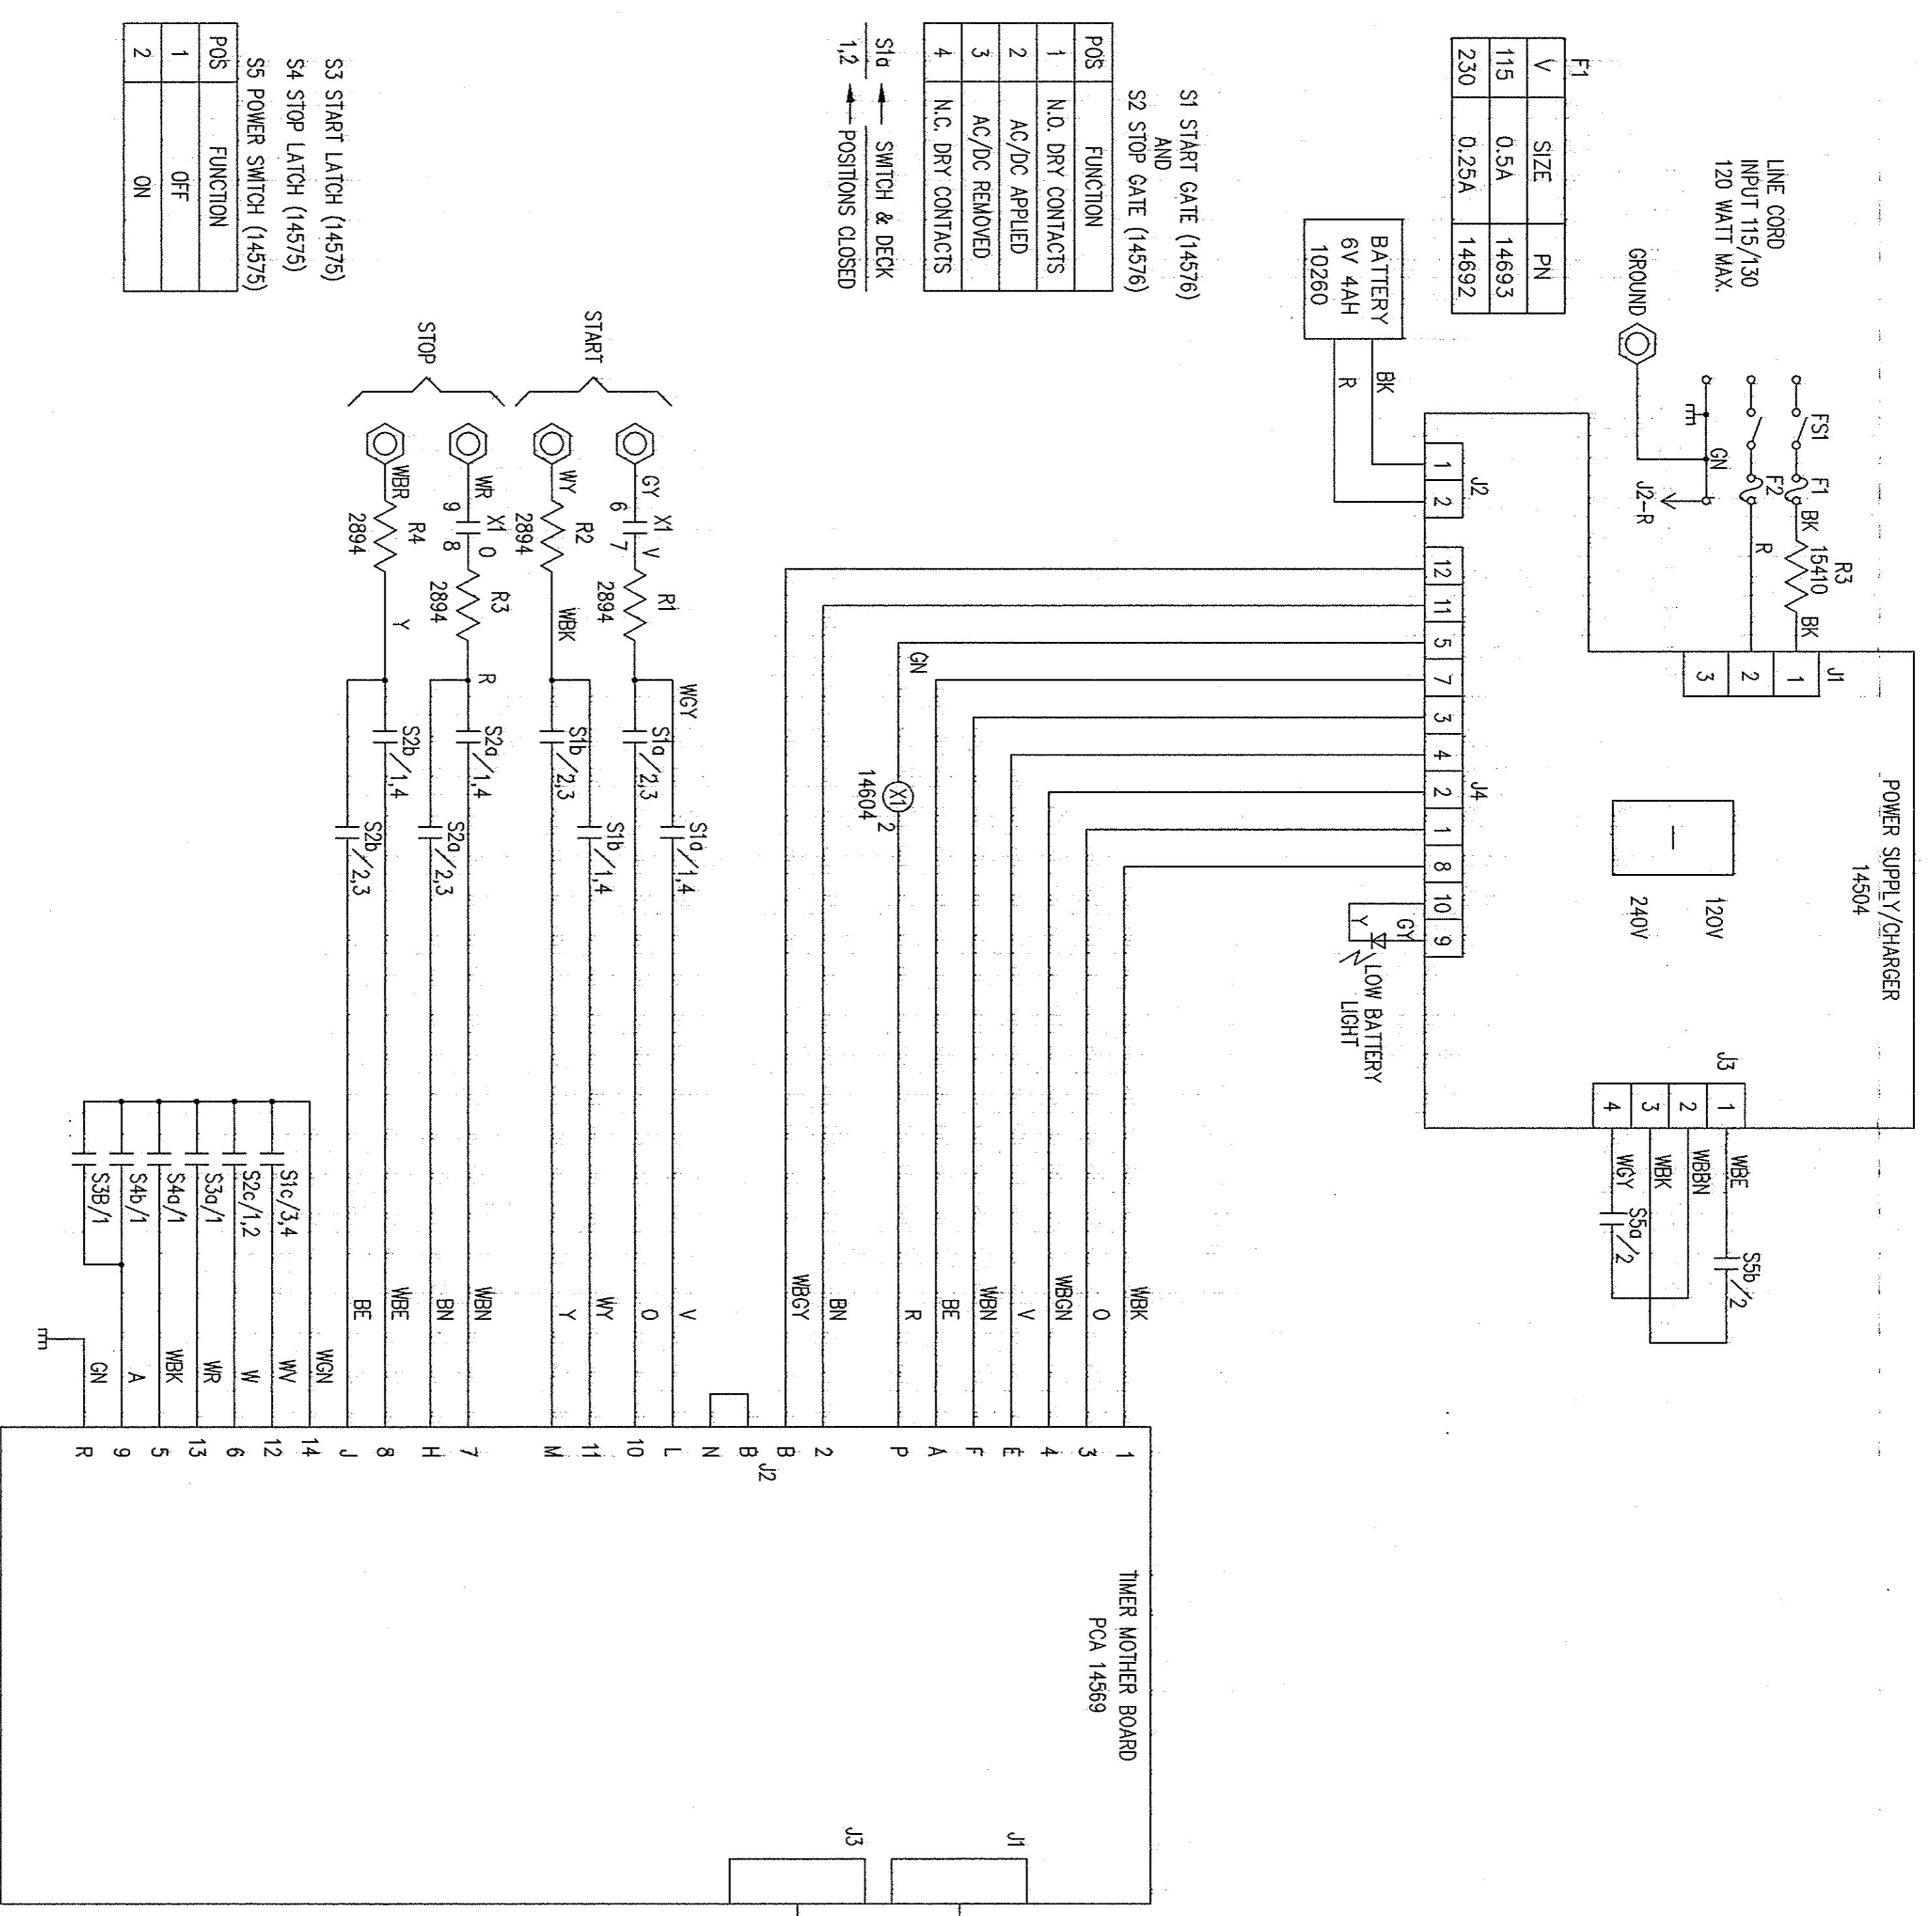 POWER SUPPLY/CHARGER
14504
LINE CORD
INPUT 115/130
120 WATT MAX.
FS1
F1
BK
R3
15410
BK
F2
R
GN
J2-R
GROUND
J1
1
2
3
120V
240V
J3
1
2
3
4
WBE
WBBN
WBK
WGY
S5b/2
S5a/2
F1
V SIZE PN
115 0.5A 14693
230 0.25A 14692
BATTERY
6V 4AH
10260
BK
R
J2
1 2
J4
12 11 5 7 3 4 2 1 8 10 9
GY
Y
LOW BATTERY
LIGHT
S1 START GATE (14576)
AND
S2 STOP GATE (14576)
POS FUNCTION
1 N.O. DRY CONTACTS
2 AC/DC APPLIED
3 AC/DC REMOVED
4 N.C. DRY CONTACTS
S1a SWITCH & DECK
1,2 POSITIONS CLOSED
GN
X1
2
14604
WBK
O
WBGN
V
WBN
BE
R
BN
WBGY
START
GY
X1
6 7
V
R1
2894
WGY
S1a/1,4
S1a/2,3
V
O
WY
R2
2894
WBK
S1b/1,4
S1b/2,3
WY
Y
STOP
WR
X1
9 8
O
R3
2894
R
S2a/1,4
S2a/2,3
WBN
BN
WBR
R4
2894
Y
S2b/1,4
S2b/2,3
WBE
BE
S3 START LATCH (14575)
S4 STOP LATCH (14575)
S5 POWER SWITCH (14575)
POS FUNCTION
1 OFF
2 ON
S1c/3,4
S2c/1,2
S3a/1
S4a/1
S4b/1
S3B/1
WGN
WV
W
WR
WBK
A
GN
TIMER MOTHER BOARD
PCA 14569
1
3
4
E
F
A
P
2
B
J2
B
N
L
10
11
M
7
H
8
J
14
12
6
13
5
9
R
J1
J3